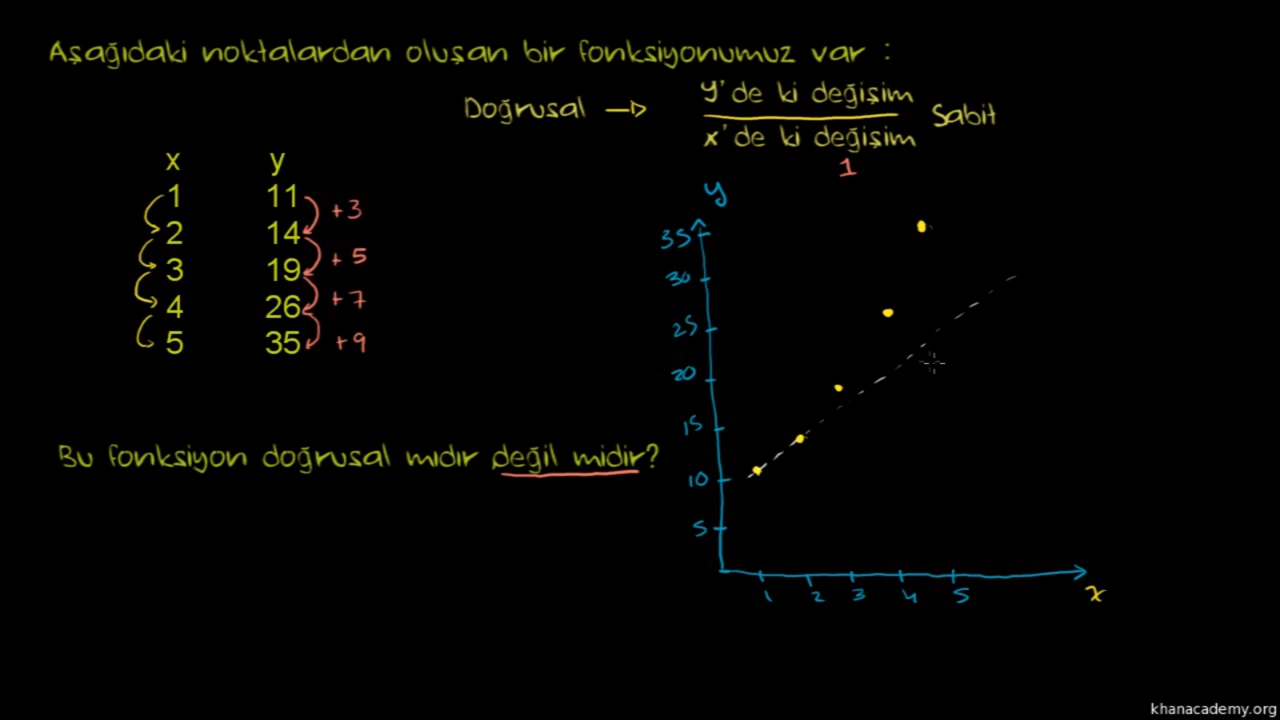 Aşağıdaki noktalardan oluşan bir fonksiyonumuz var :
Doğrusal → y'de ki değişim / x'de ki değişim Sabit
1
x y
1 11
+3
2 14
+5
3 19
+7
4 26
+9
5 35
Bu fonksiyon doğrusal mıdır değil midir?
y
35
30
25
20
15
10
5
1 2 3 4 5
x
khanacademy.org